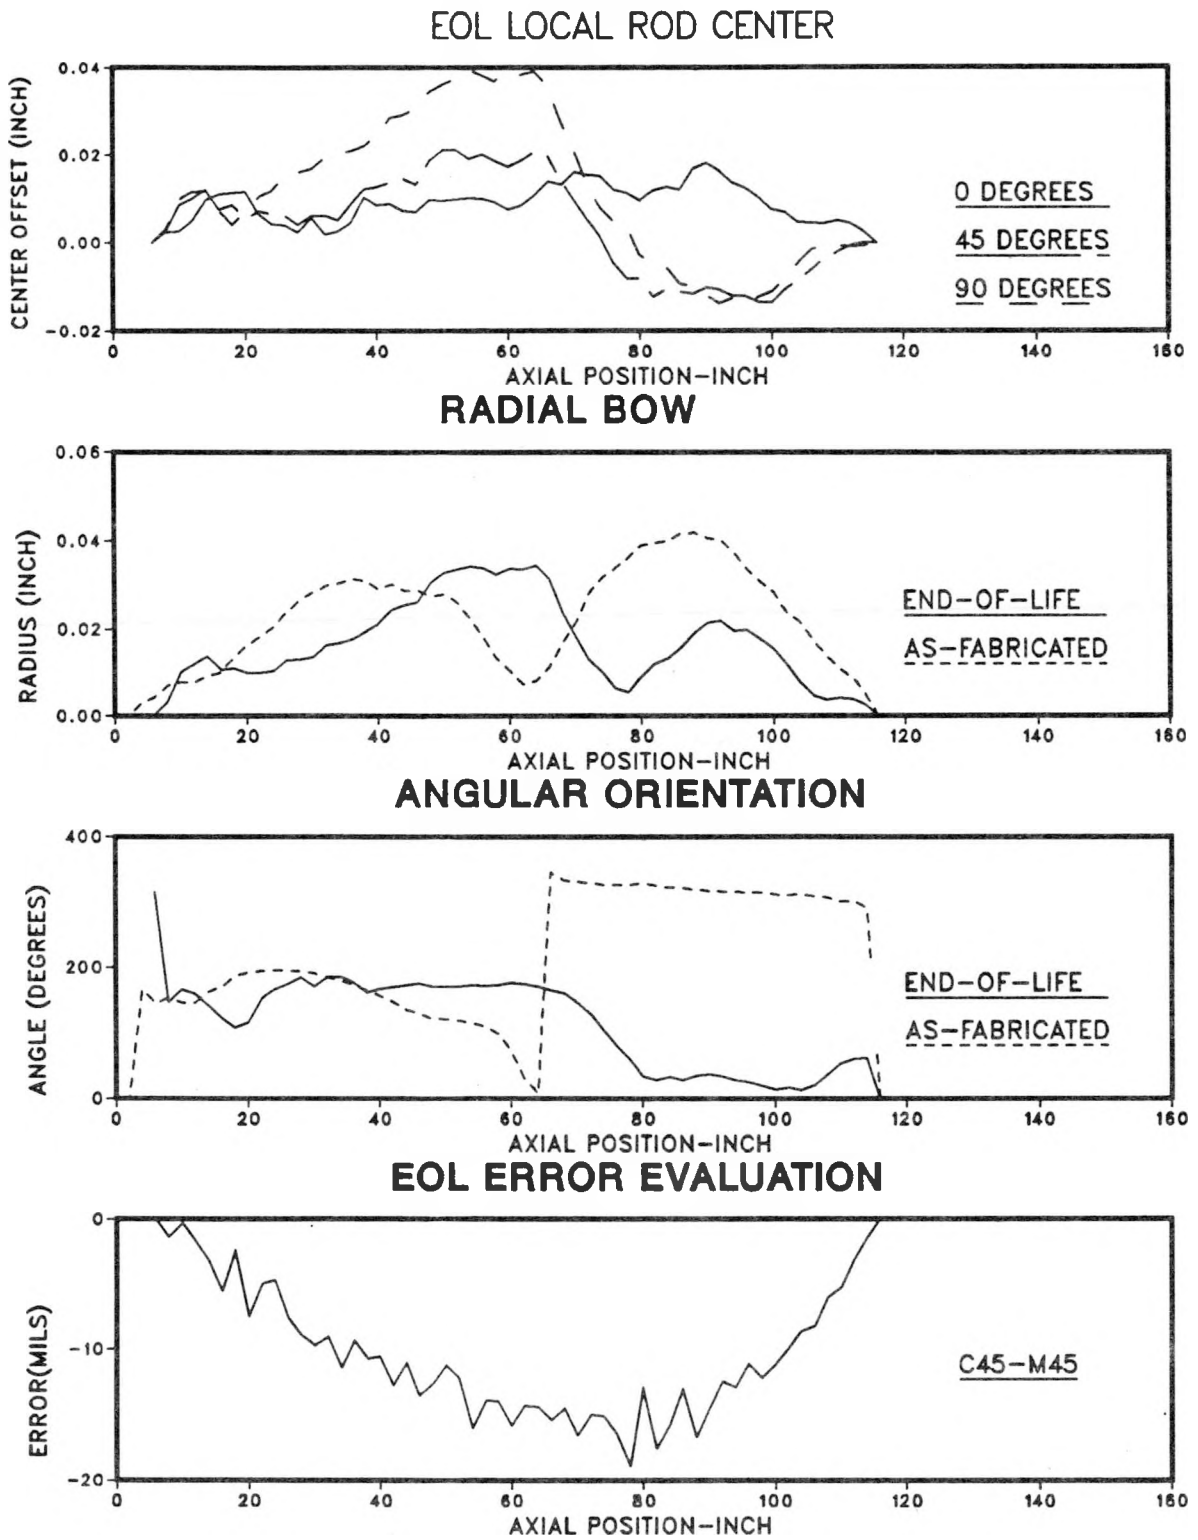 EOL LOCAL ROD CENTER
CENTER OFFSET (INCH)
0.04
0.02
0.00
-0.02
0 DEGREES
45 DEGREES
90 DEGREES
0 20 40 60 80 100 120 140 160
AXIAL POSITION-INCH
RADIAL BOW
RADIUS (INCH)
0.06
0.04
0.02
0.00
END-OF-LIFE
AS-FABRICATED
0 20 40 60 80 100 120 140 160
AXIAL POSITION-INCH
ANGULAR ORIENTATION
ANGLE (DEGREES)
400
200
0
END-OF-LIFE
AS-FABRICATED
0 20 40 60 80 100 120 140 160
AXIAL POSITION-INCH
EOL ERROR EVALUATION
ERROR(MILS)
0
-10
-20
C45-M45
0 20 40 60 80 100 120 140 160
AXIAL POSITION-INCH